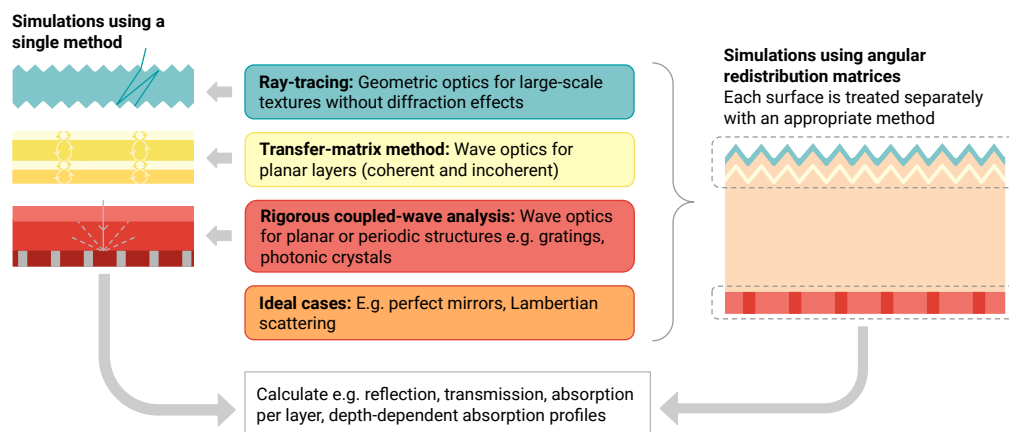 Simulations using a
single method
Ray-tracing: Geometric optics for large-scale
textures without diffraction effects
Transfer-matrix method: Wave optics for
planar layers (coherent and incoherent)
Rigorous coupled-wave analysis: Wave optics
for planar or periodic structures e.g. gratings,
photonic crystals
Ideal cases: E.g. perfect mirrors, Lambertian
scattering
Simulations using angular
redistribution matrices
Each surface is treated separately
with an appropriate method
Calculate e.g. reflection, transmission, absorption
per layer, depth-dependent absorption profiles